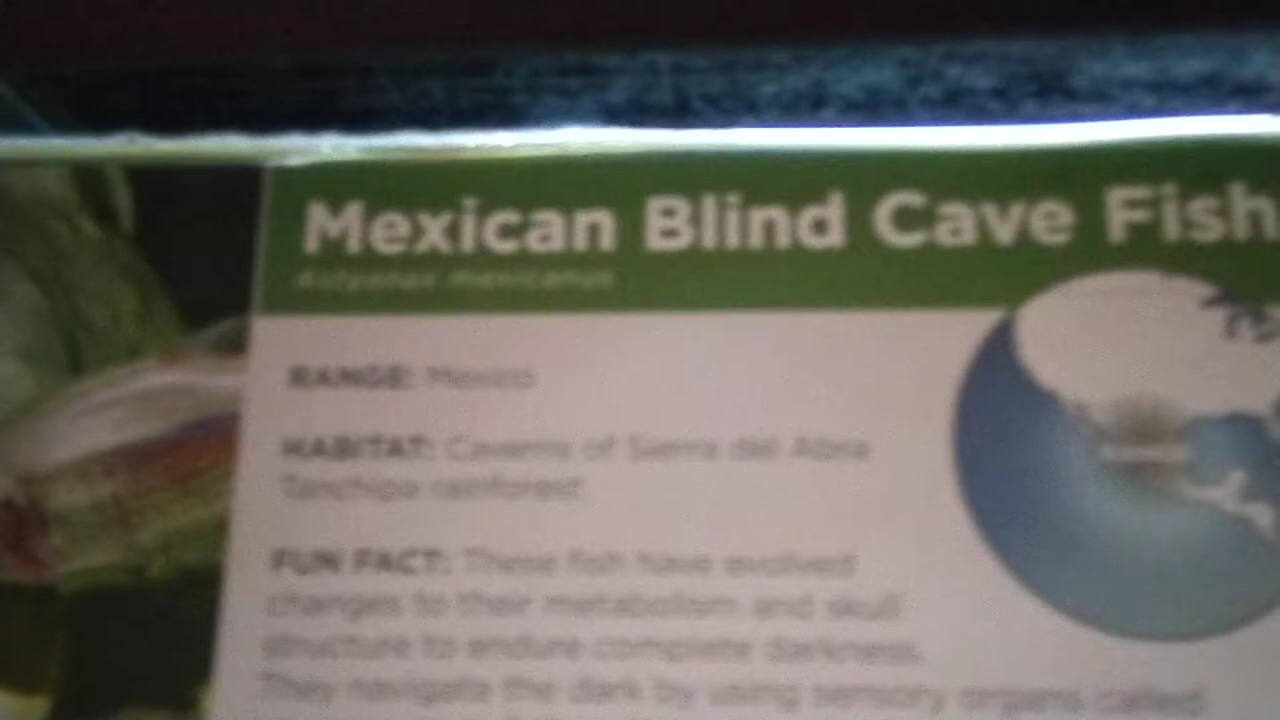 Mexican Blind Cave Fish
Astyanax mexicanus
RANGE: Mexico
HABITAT: Caverns of Sierra del Abra
Tanchipa rainforest
FUN FACT: These fish have evolved
changes to their metabolism and skull
structure to endure complete darkness.
They navigate the dark by using sensory organs called